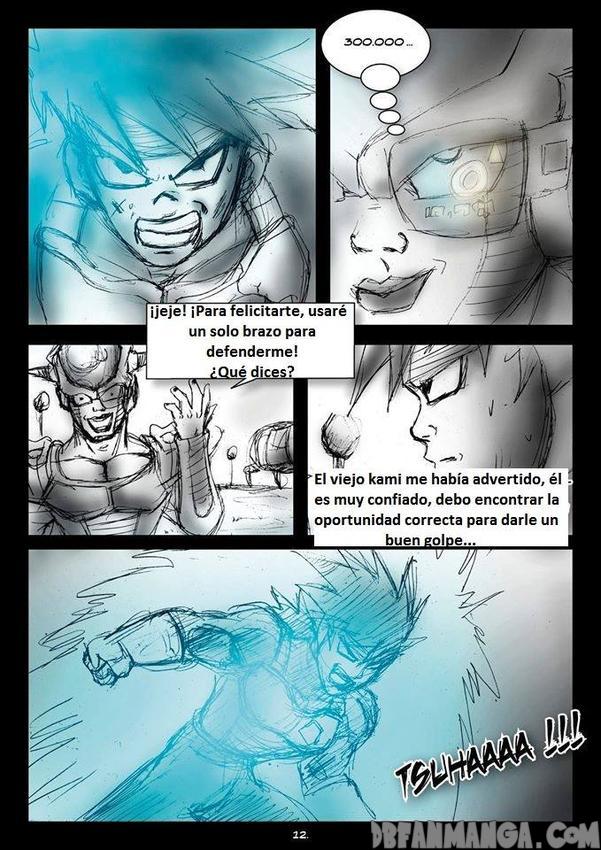 300.000 ...
¡jeje! ¡Para felicitarte, usaré
un solo brazo para
defenderme!
¿Qué dices?
El viejo kami me había advertido, él
es muy confiado, debo encontrar la
oportunidad correcta para darle un
buen golpe...
TSUHAAAA !!!
12.
DBFANMANGA.COM